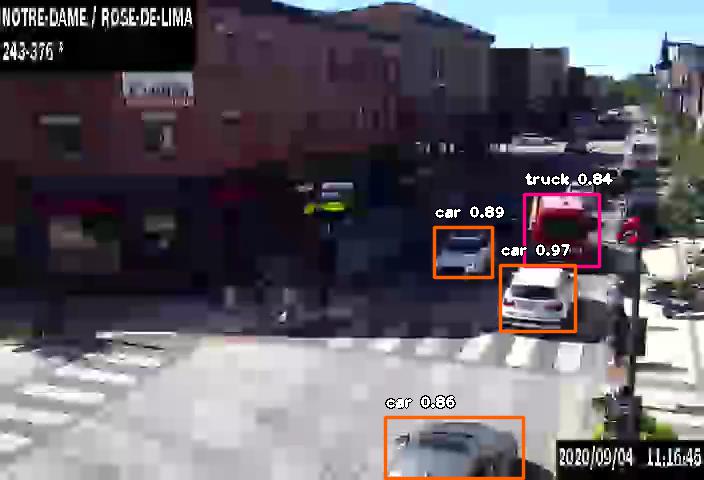 NOTRE-DAME / ROSE-DE-LIMA
243-376 R
truck 0.84
car 0.89
car 0.97
car 0.86
2020/09/04 11:16:46